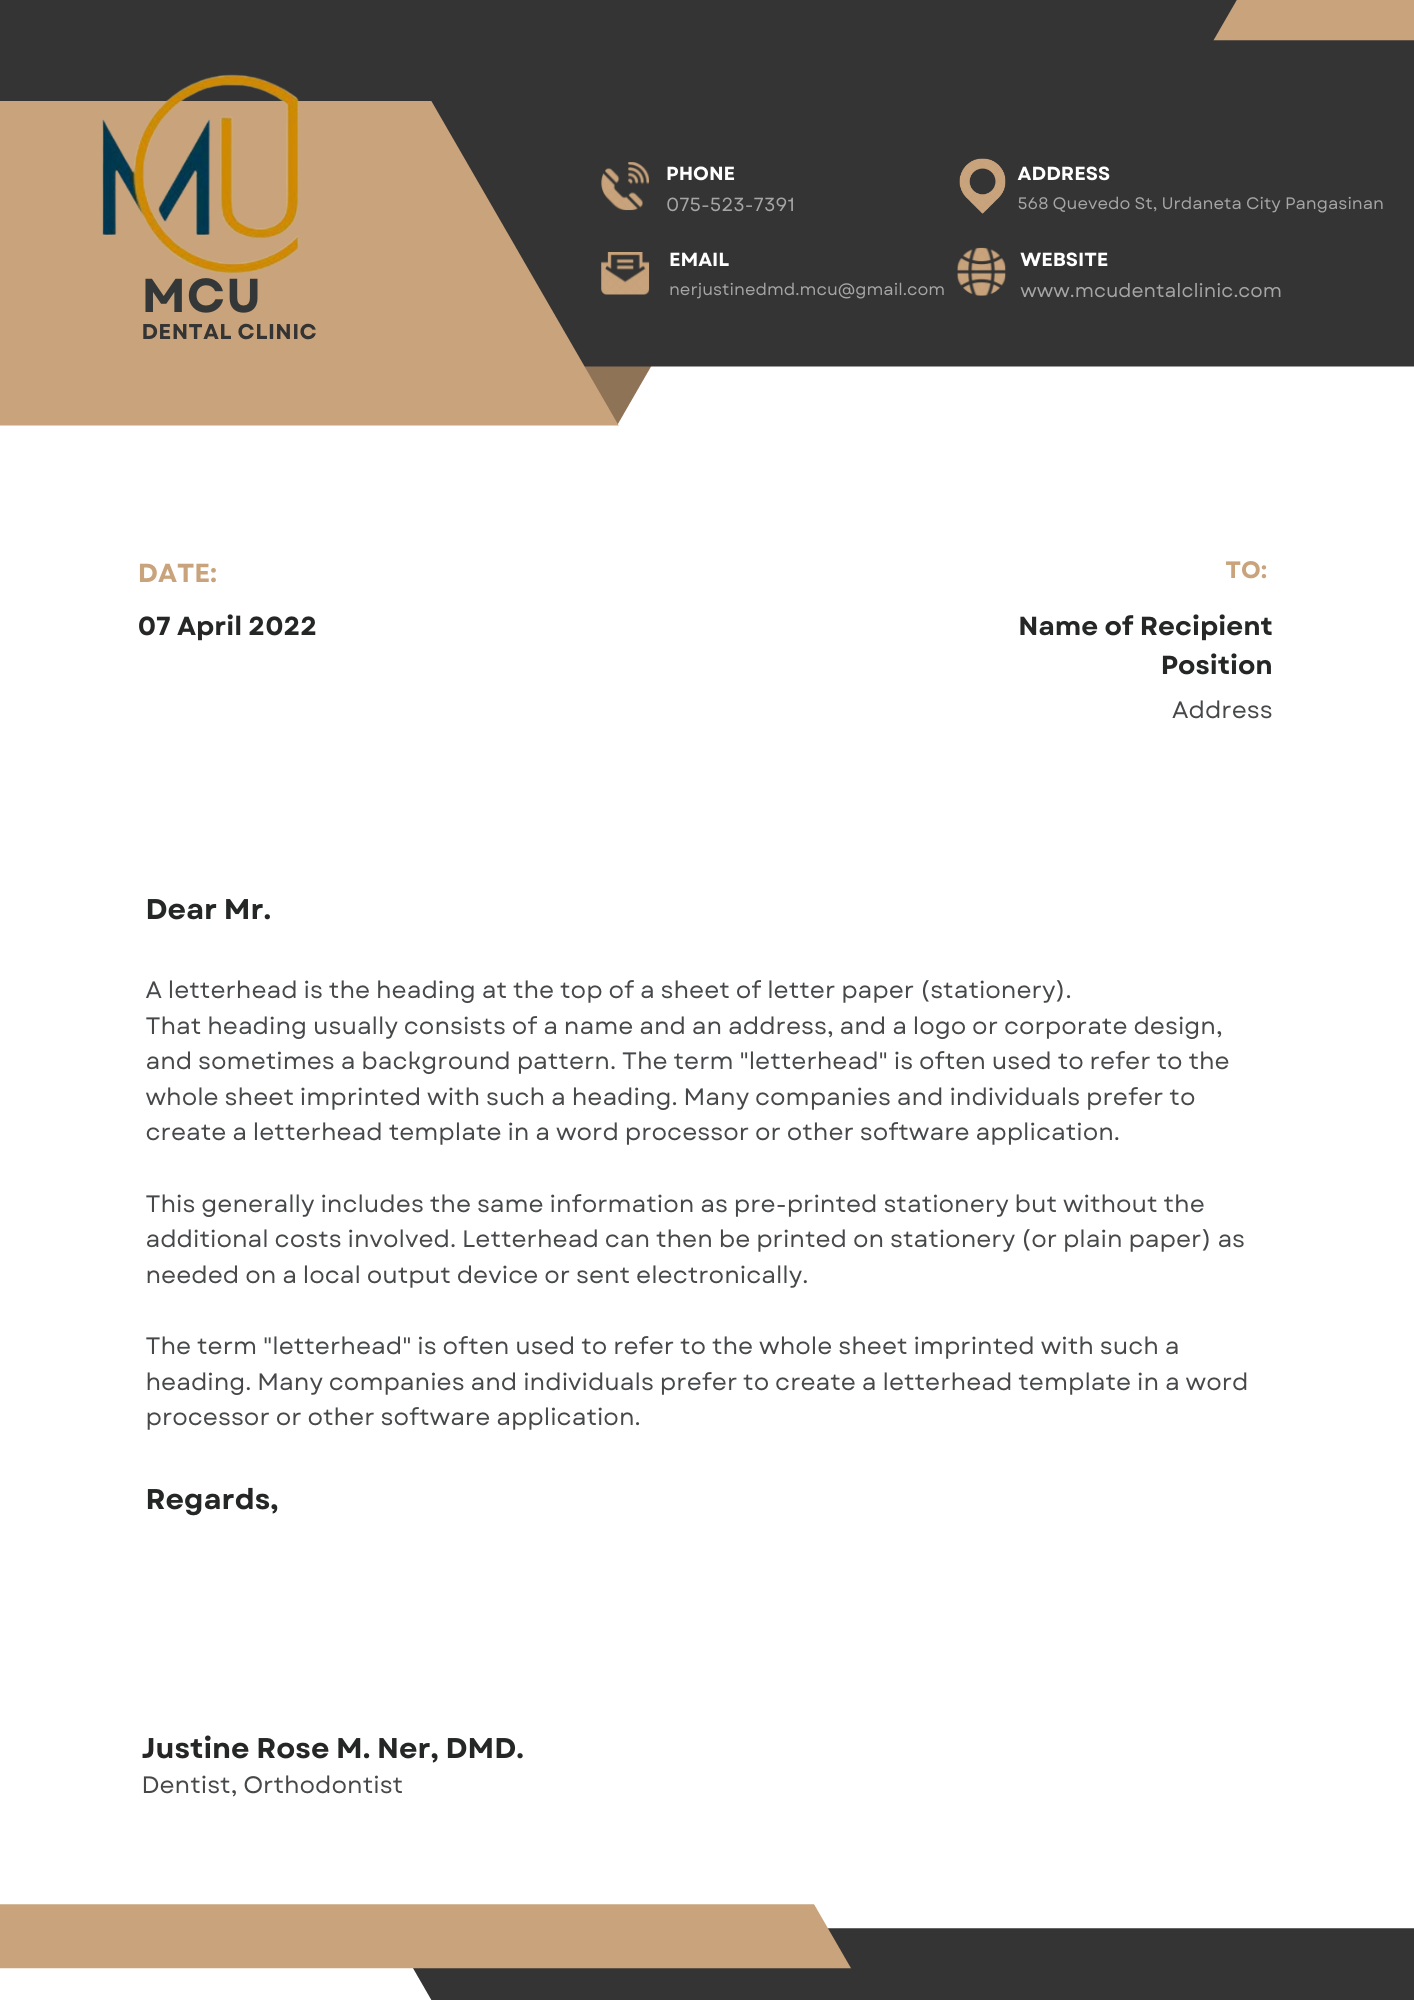 MCU
MCU
DENTAL CLINIC
PHONE
075-523-7391
ADDRESS
568 Quevedo St, Urdaneta City Pangasinan
EMAIL
nerjustinedmd.mcu@gmail.com
WEBSITE
www.mcudentalclinic.com
DATE:
07 April 2022
TO:
Name of Recipient
Position
Address
Dear Mr.
A letterhead is the heading at the top of a sheet of letter paper (stationery).
That heading usually consists of a name and an address, and a logo or corporate design,
and sometimes a background pattern. The term "letterhead" is often used to refer to the
whole sheet imprinted with such a heading. Many companies and individuals prefer to
create a letterhead template in a word processor or other software application.
This generally includes the same information as pre-printed stationery but without the
additional costs involved. Letterhead can then be printed on stationery (or plain paper) as
needed on a local output device or sent electronically.
The term "letterhead" is often used to refer to the whole sheet imprinted with such a
heading. Many companies and individuals prefer to create a letterhead template in a word
processor or other software application.
Regards,
Justine Rose M. Ner, DMD.
Dentist, Orthodontist